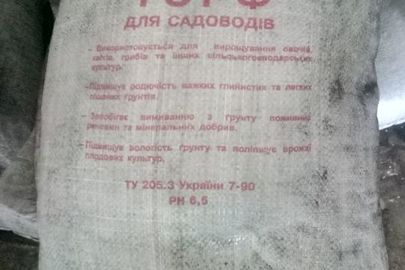 ТОРФ
ДЛЯ САДОВОДІВ
- Використовується для вирощування овочів,
квітів, грибів та інших сільськогосподарських
культур.
- Підвищує родючість важких глинистих та легких
піщаних ґрунтів.
- Запобігає вимиванню з ґрунту поживних
речовин та мінеральних добрив.
- Підвищує вологість ґрунту та поліпшує врожаї
плодових культур.
ТУ 205.3 України 7-90
PH 6,5